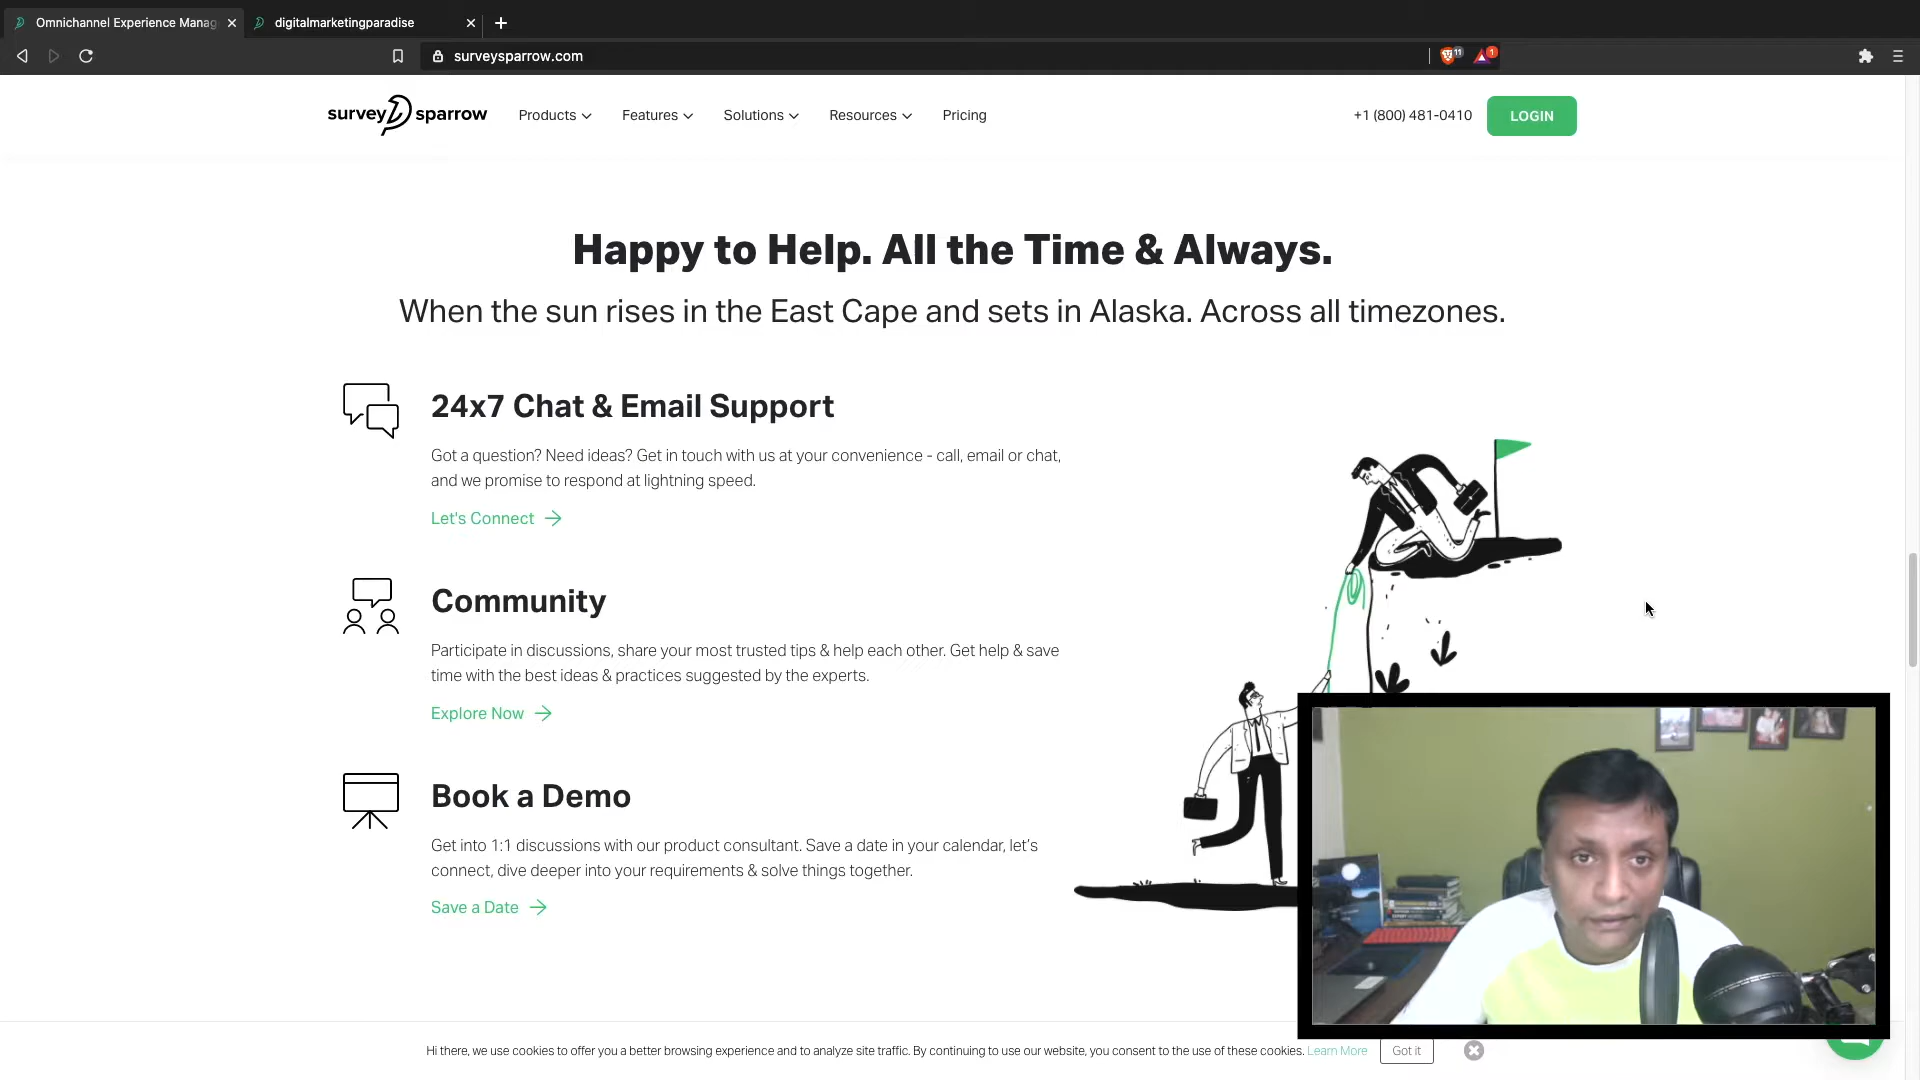 Omnichannel Experience Manag
digitalmarketingparadise
surveysparrow.com
11
1
survey sparrow
Products
Features
Solutions
Resources
Pricing
+1 (800) 481-0410
LOGIN
Happy to Help. All the Time & Always.
When the sun rises in the East Cape and sets in Alaska. Across all timezones.
24x7 Chat & Email Support
Got a question? Need ideas? Get in touch with us at your convenience - call, email or chat,
and we promise to respond at lightning speed.
Let's Connect
Community
Participate in discussions, share your most trusted tips & help each other. Get help & save
time with the best ideas & practices suggested by the experts.
Explore Now
Book a Demo
Get into 1:1 discussions with our product consultant. Save a date in your calendar, let’s
connect, dive deeper into your requirements & solve things together.
Save a Date
Hi there, we use cookies to offer you a better browsing experience and to analyze site traffic. By continuing to use our website, you consent to the use of these cookies. Learn More
Got it